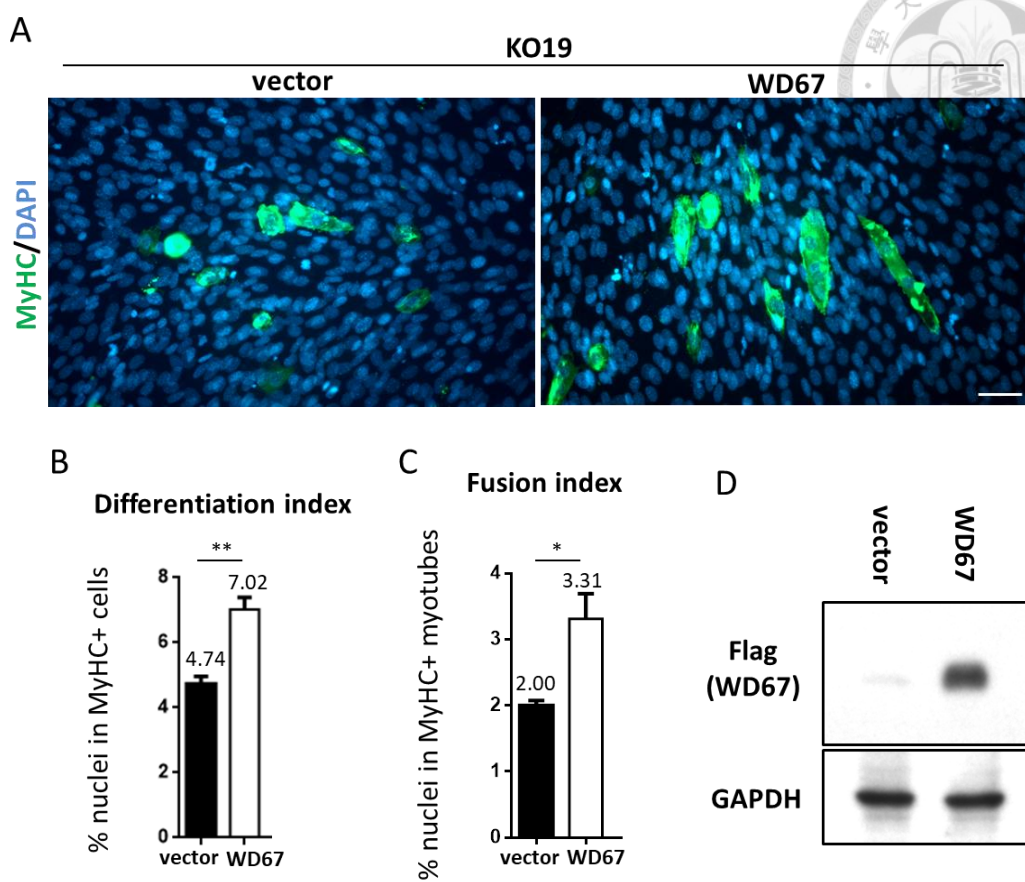 A
KO19
vector
WD67
MyHC/DAPI
B
Differentiation index
% nuclei in MyHC+ cells
**
8
6
4
2
0
4.74
7.02
vector
WD67
C
Fusion index
% nuclei in MyHC+ myotubes
*
4
3
2
1
0
2.00
3.31
vector
WD67
D
vector
WD67
Flag
(WD67)
GAPDH
學
大